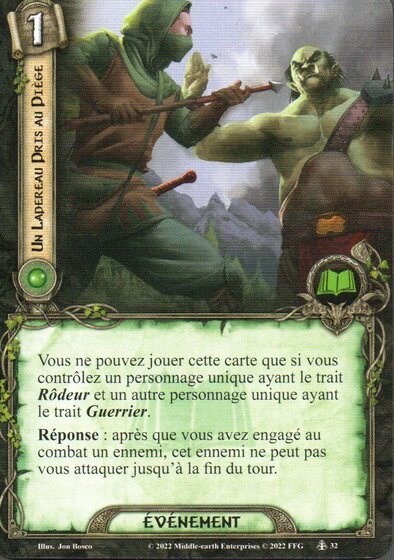 1
Un Lapereau Pris au Piège
Vous ne pouvez jouer cette carte que si vous
contrôlez un personnage unique ayant le trait
Rôdeur et un autre personnage unique ayant
le trait Guerrier.
Réponse : après que vous avez engagé au
combat un ennemi, cet ennemi ne peut pas
vous attaquer jusqu'à la fin du tour.
ÉVÉNEMENT
Illus. Jon Bosco © 2022 Middle-earth Enterprises © 2022 FFG 32